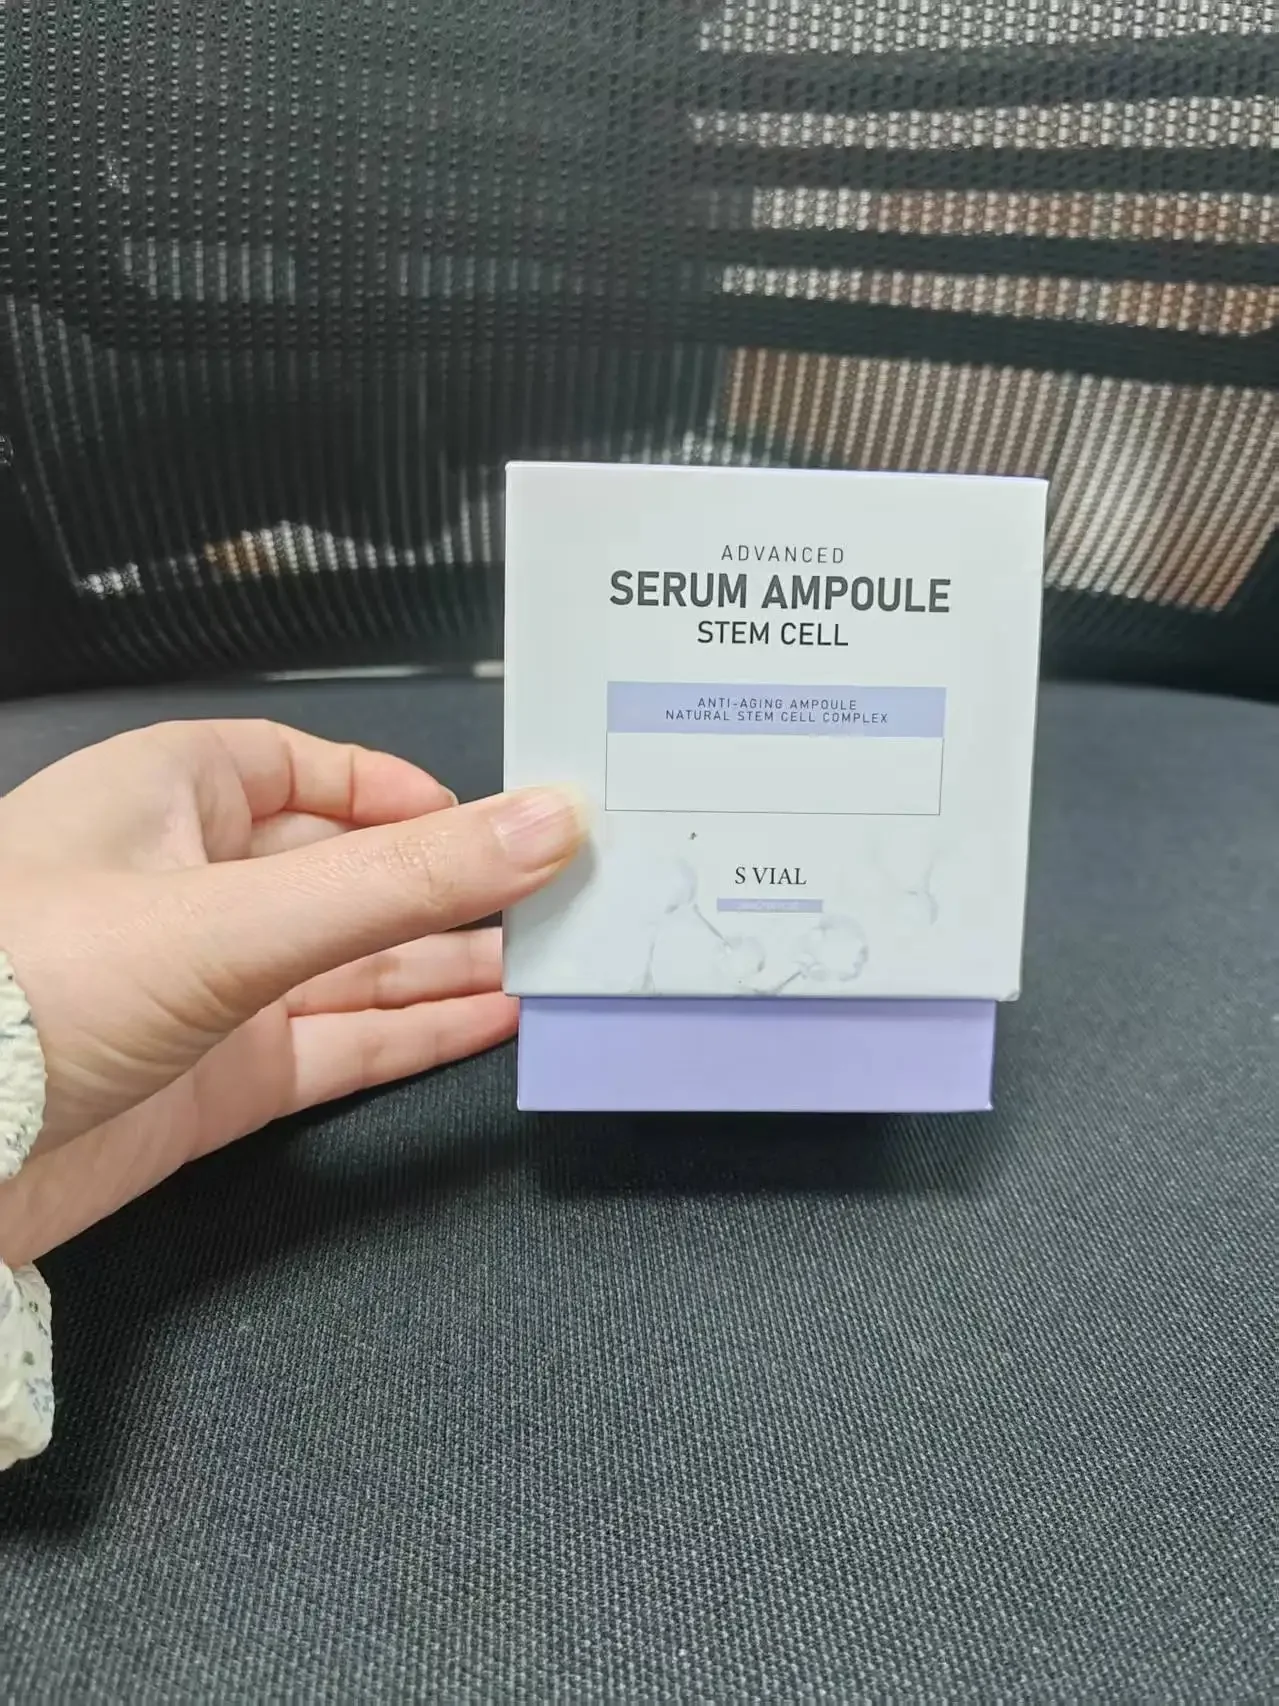 ADVANCED
SERUM AMPOULE
STEM CELL
ANTI-AGING AMPOULE
NATURAL STEM CELL COMPLEX
S VIAL